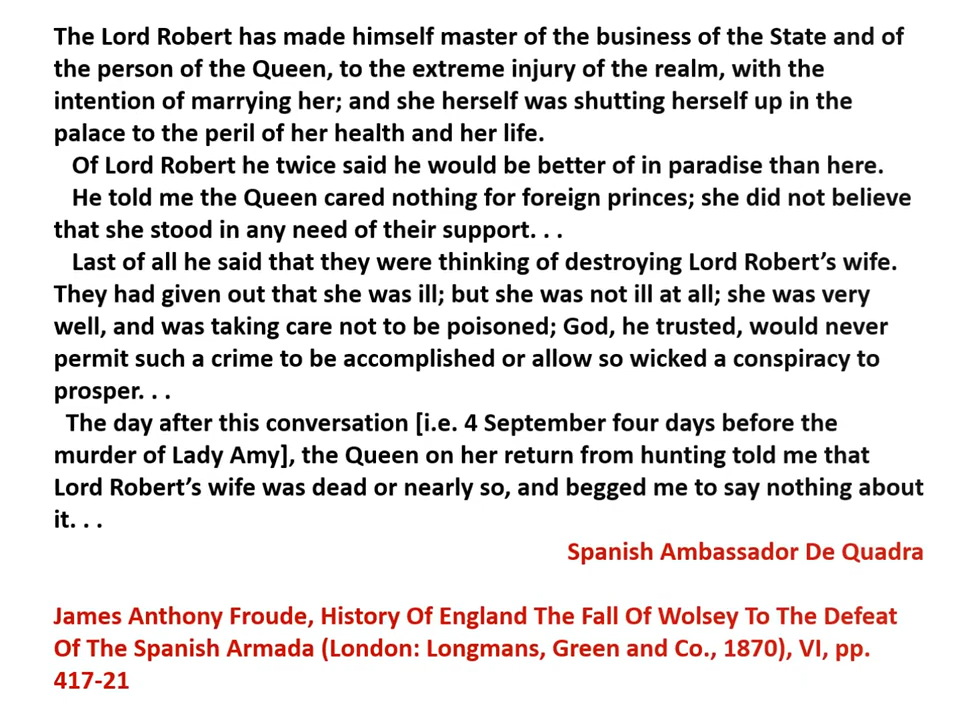 The Lord Robert has made himself master of the business of the State and of
the person of the Queen, to the extreme injury of the realm, with the
intention of marrying her; and she herself was shutting herself up in the
palace to the peril of her health and her life.
Of Lord Robert he twice said he would be better of in paradise than here.
He told me the Queen cared nothing for foreign princes; she did not believe
that she stood in any need of their support. . .
Last of all he said that they were thinking of destroying Lord Robert’s wife.
They had given out that she was ill; but she was not ill at all; she was very
well, and was taking care not to be poisoned; God, he trusted, would never
permit such a crime to be accomplished or allow so wicked a conspiracy to
prosper. . .
The day after this conversation [i.e. 4 September four days before the
murder of Lady Amy], the Queen on her return from hunting told me that
Lord Robert’s wife was dead or nearly so, and begged me to say nothing about
it. . .
Spanish Ambassador De Quadra
James Anthony Froude, History Of England The Fall Of Wolsey To The Defeat
Of The Spanish Armada (London: Longmans, Green and Co., 1870), VI, pp.
417-21